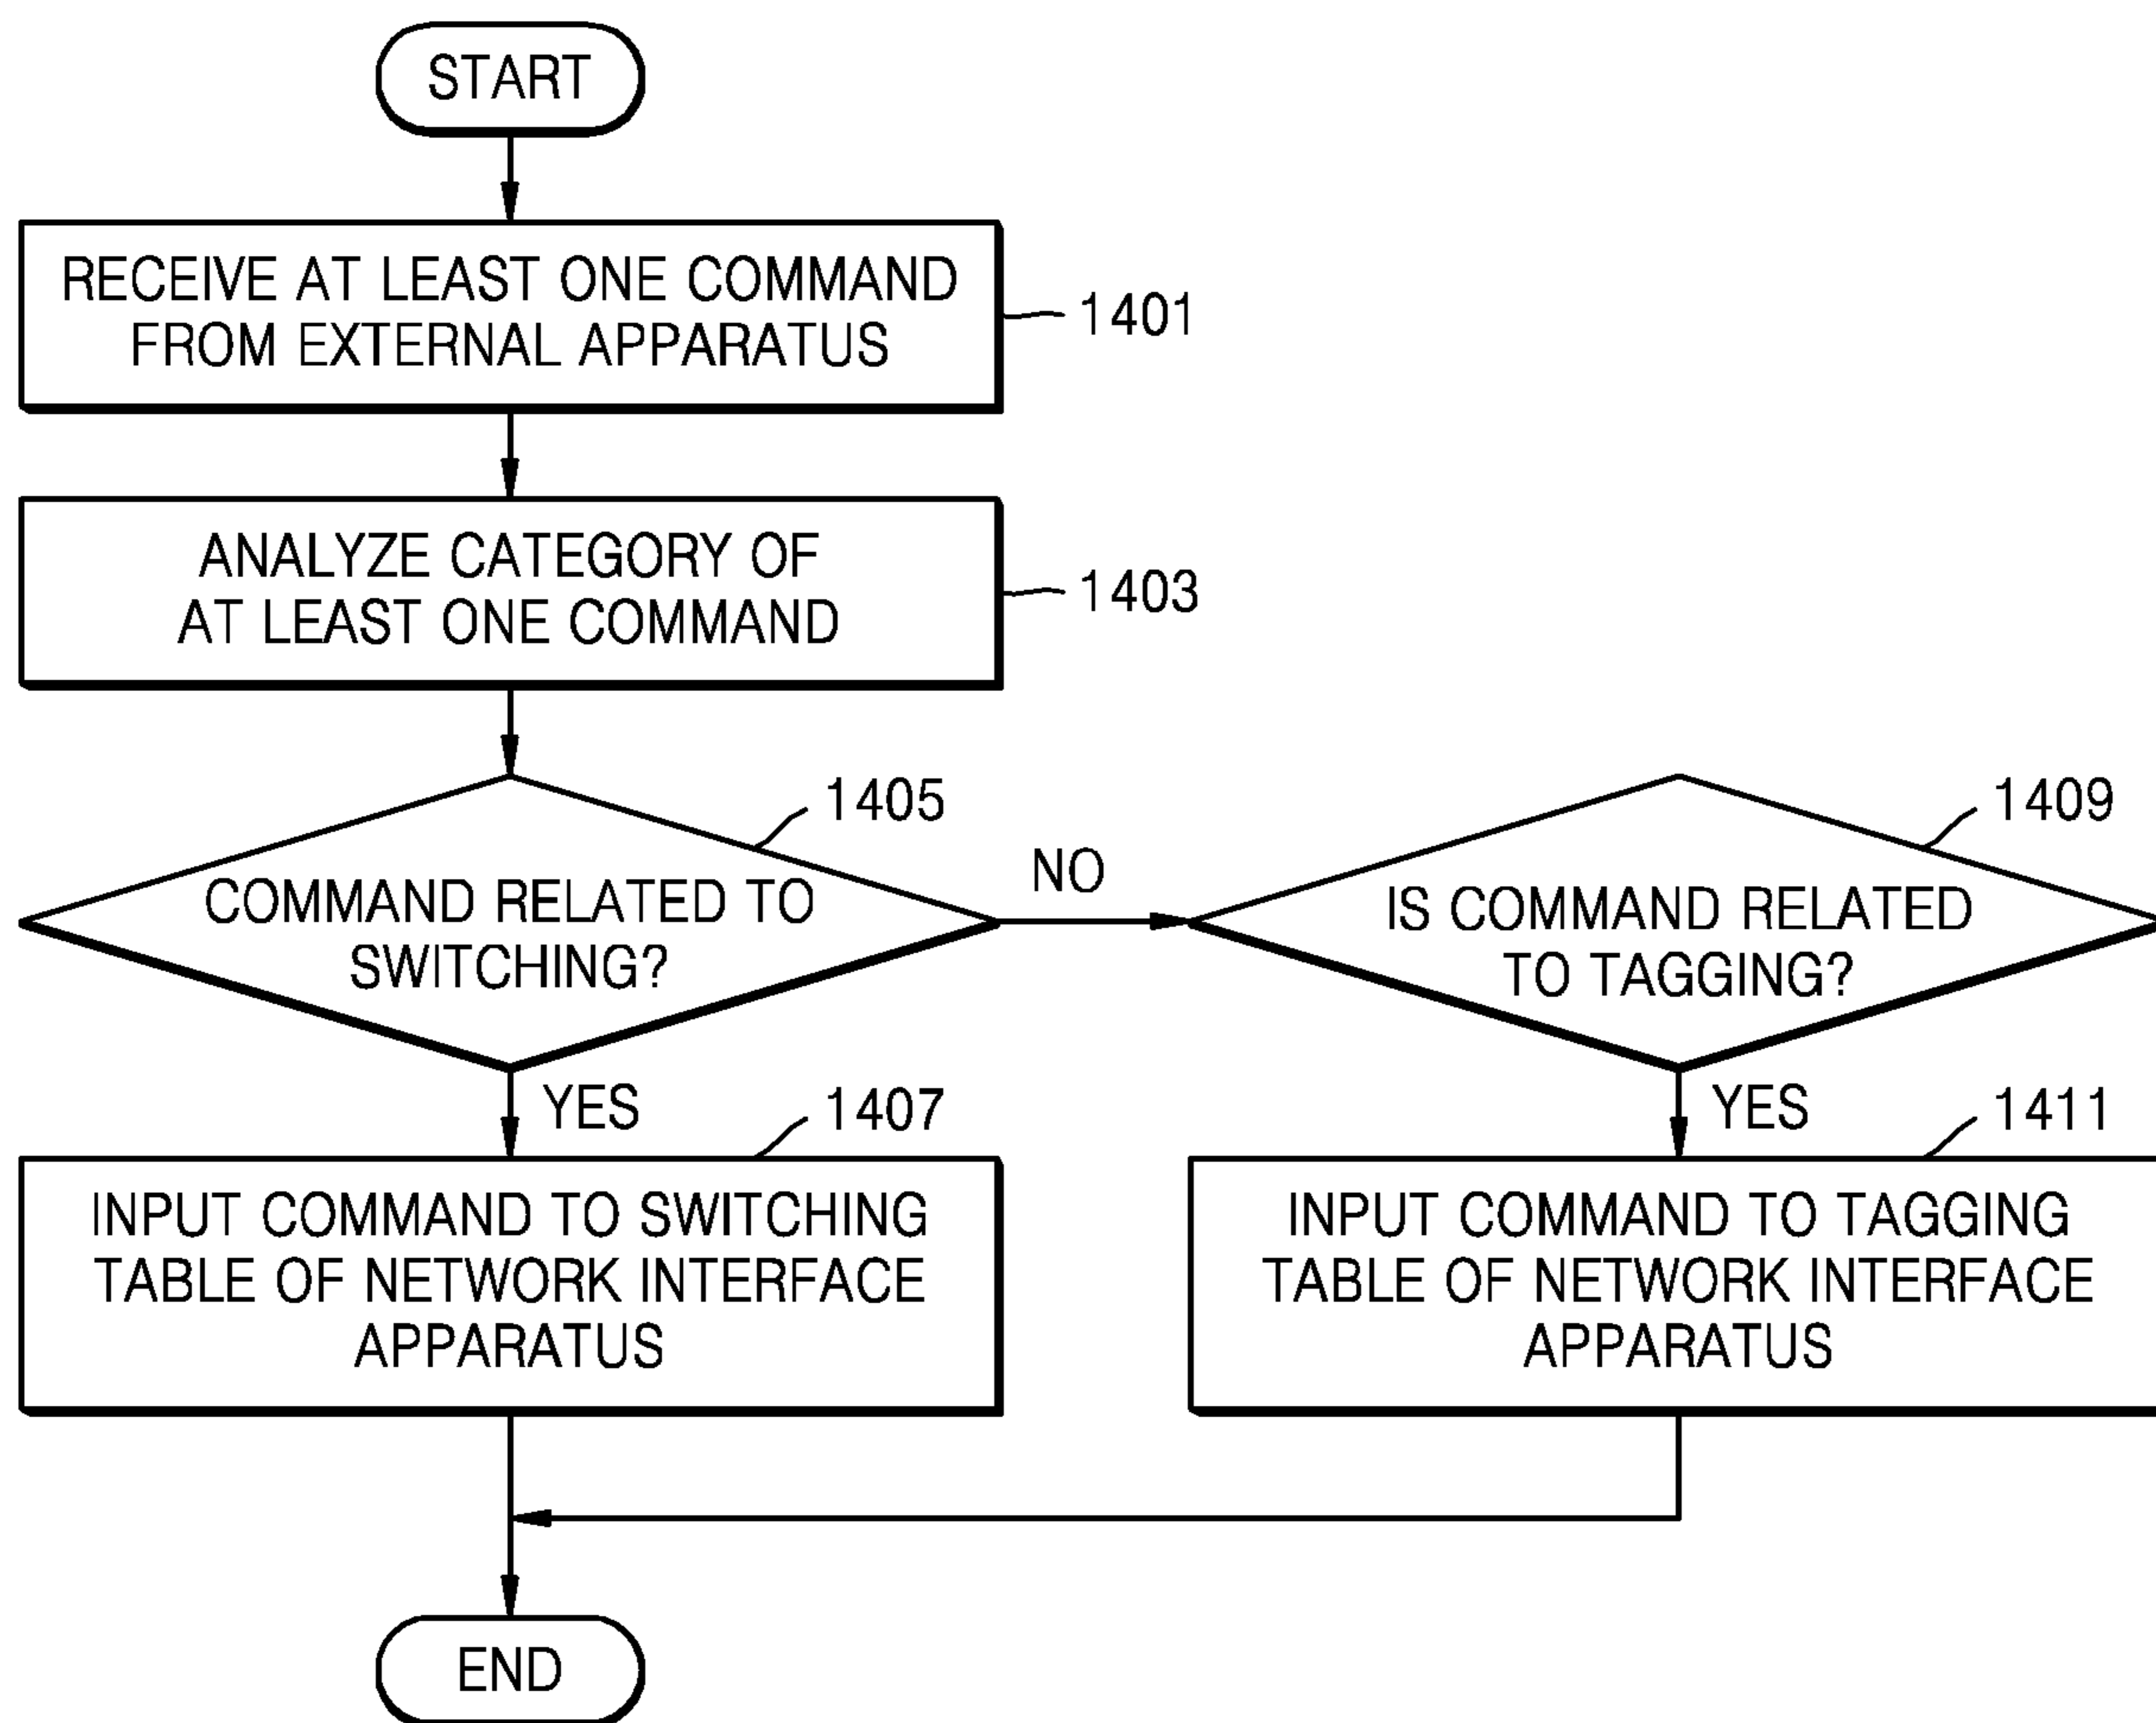 START
RECEIVE AT LEAST ONE COMMAND
FROM EXTERNAL APPARATUS
1401
ANALYZE CATEGORY OF
AT LEAST ONE COMMAND
1403
1405
COMMAND RELATED TO
SWITCHING?
NO
1409
IS COMMAND RELATED
TO TAGGING?
YES
1407
INPUT COMMAND TO SWITCHING
TABLE OF NETWORK INTERFACE
APPARATUS
YES
1411
INPUT COMMAND TO TAGGING
TABLE OF NETWORK INTERFACE
APPARATUS
END